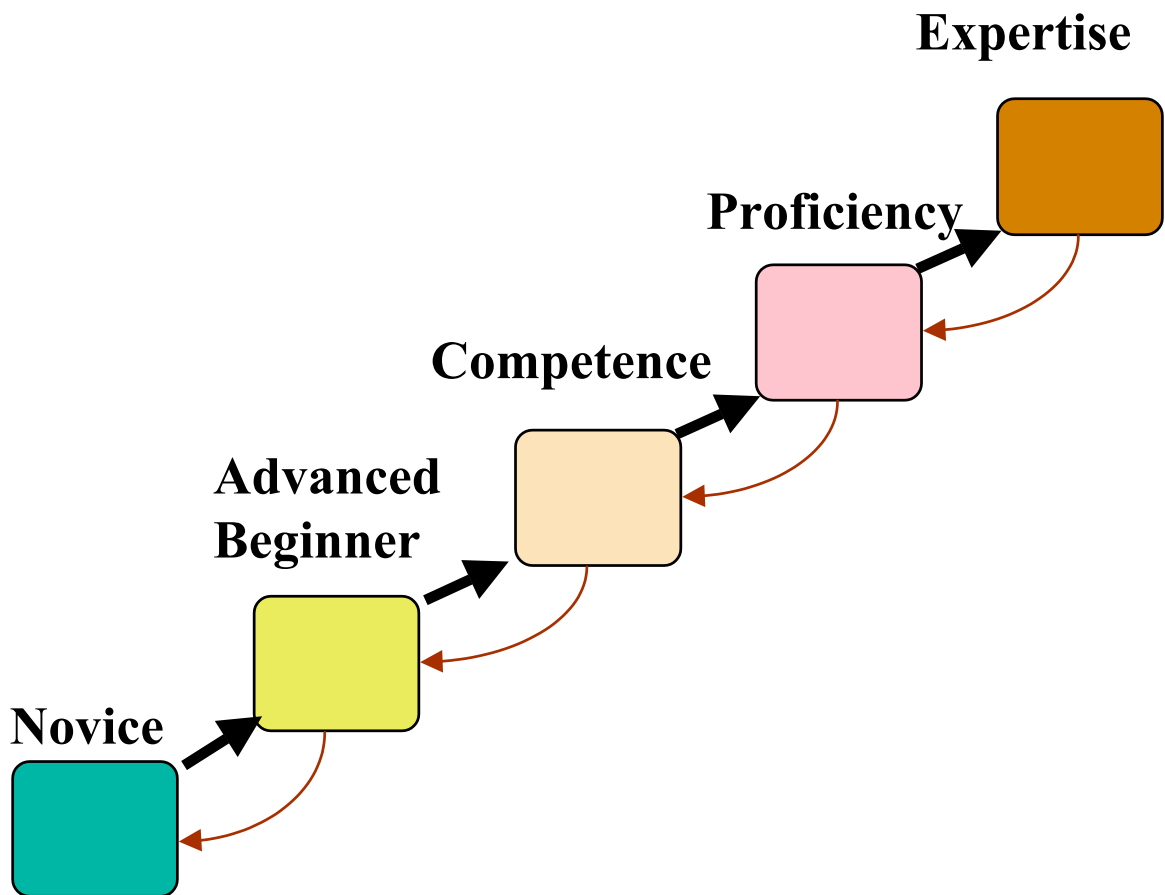 Expertise
Proficiency
Competence
Advanced
Beginner
Novice